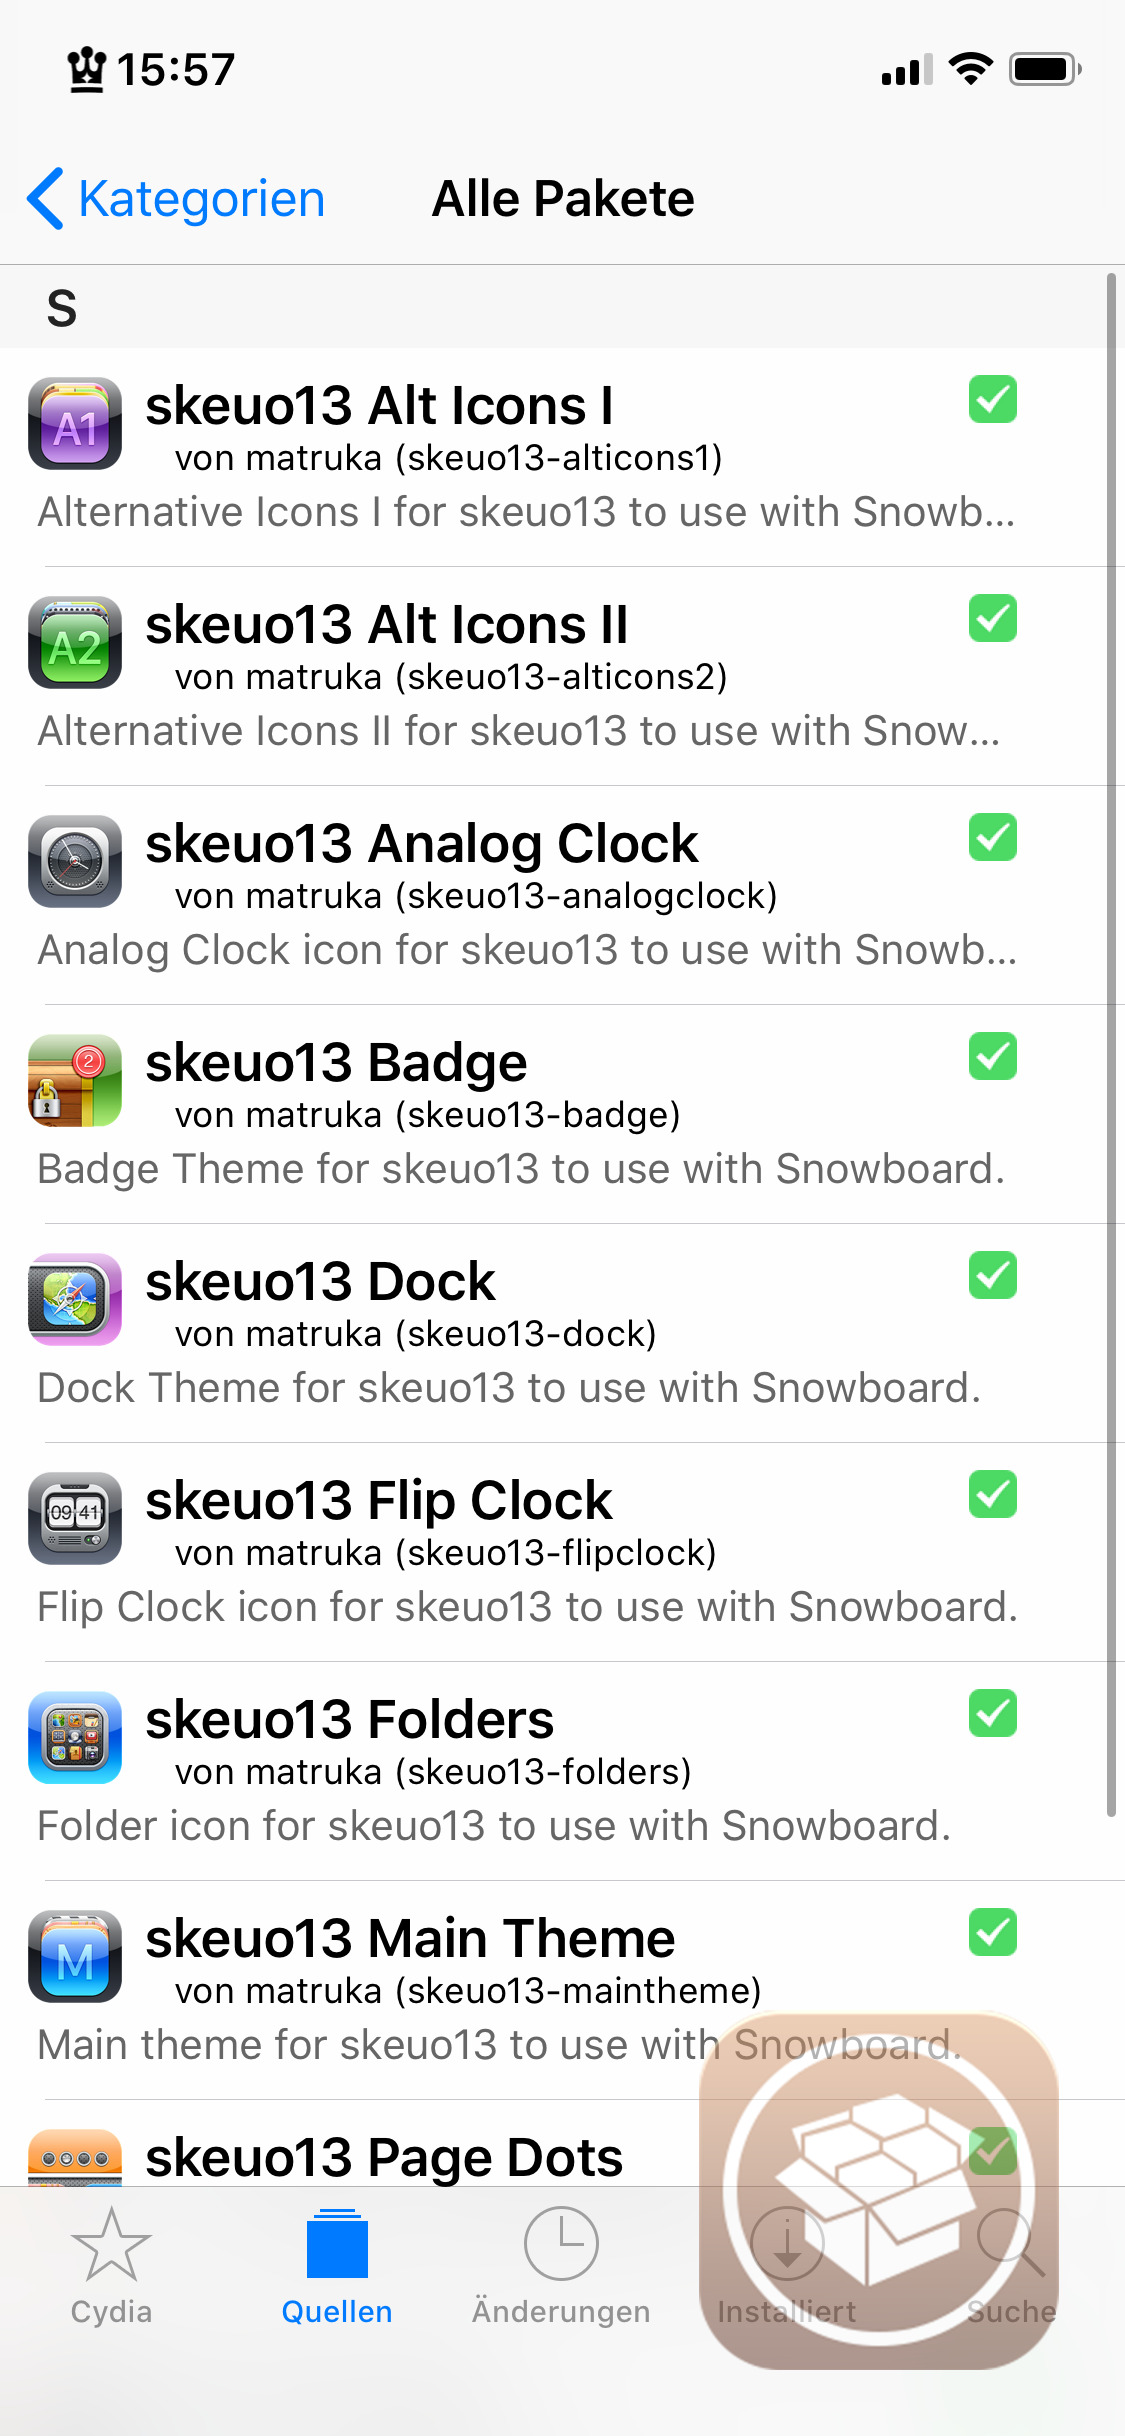 15:57
Kategorien
Alle Pakete
S
A1
skeuo13 Alt Icons I
von matruka (skeuo13-alticons1)
Alternative Icons I for skeuo13 to use with Snowb...
A2
skeuo13 Alt Icons II
von matruka (skeuo13-alticons2)
Alternative Icons II for skeuo13 to use with Snow...
skeuo13 Analog Clock
von matruka (skeuo13-analogclock)
Analog Clock icon for skeuo13 to use with Snowb...
2
skeuo13 Badge
von matruka (skeuo13-badge)
Badge Theme for skeuo13 to use with Snowboard.
skeuo13 Dock
von matruka (skeuo13-dock)
Dock Theme for skeuo13 to use with Snowboard.
09 41
skeuo13 Flip Clock
von matruka (skeuo13-flipclock)
Flip Clock icon for skeuo13 to use with Snowboard.
skeuo13 Folders
von matruka (skeuo13-folders)
Folder icon for skeuo13 to use with Snowboard.
M
skeuo13 Main Theme
von matruka (skeuo13-maintheme)
Main theme for skeuo13 to use with Snowboard.
skeuo13 Page Dots
Cydia
Quellen
Änderungen
Installiert
Suche